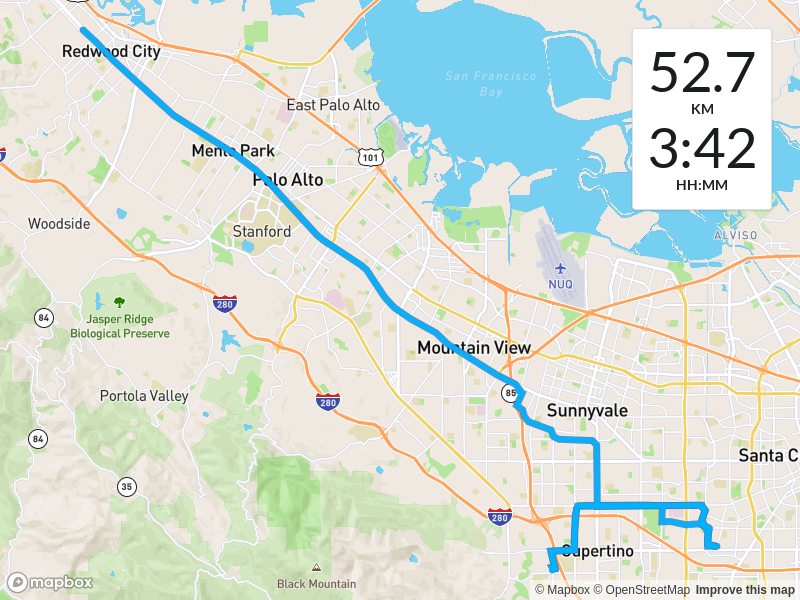 Redwood City
San Francisco
Bay
52.7
KM
3:42
HH:MM
East Palo Alto
101
Menlo Park
Palo Alto
Woodside
Stanford
ALVISO
280
NUQ
84
Jasper Ridge
Biological Preserve
Mountain View
85
Portola Valley
280
Sunnyvale
84
Santa C
35
280
Cupertino
Black Mountain
mapbox
© Mapbox © OpenStreetMap Improve this map